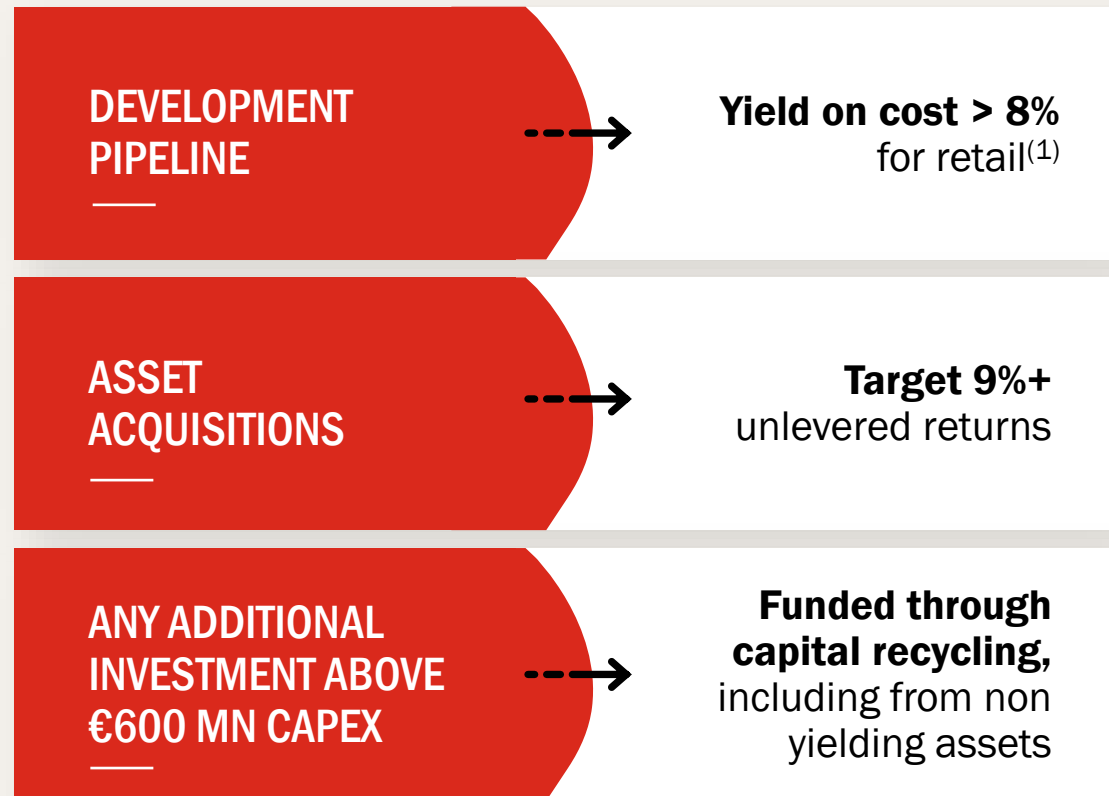 DEVELOPMENT
PIPELINE
Yield on cost > 8%
for retail(1)
ASSET
ACQUISITIONS
Target 9%+
unlevered returns
ANY ADDITIONAL
INVESTMENT ABOVE
€600 MN CAPEX
Funded through
capital recycling,
including from non
yielding assets